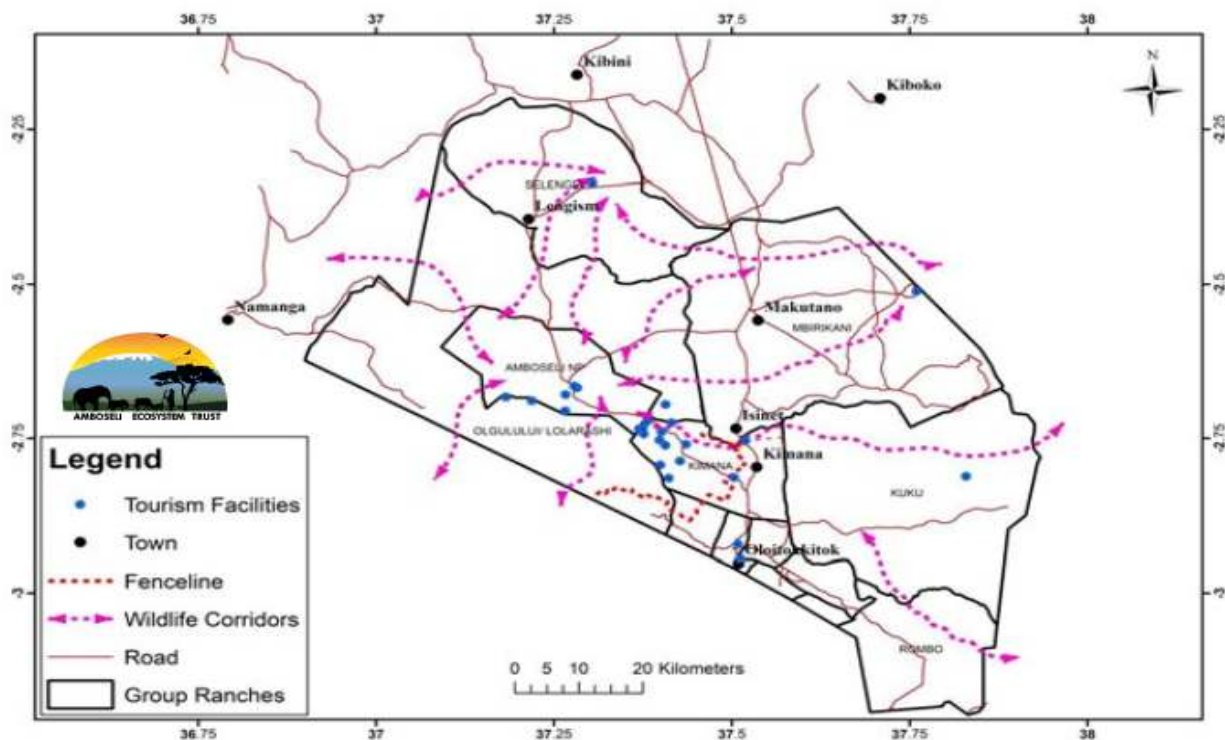 36.75 37 37.25 37.5 37.75 38
N
Kibini
Kiboko
-2.25 -2.25
Lengism
-2.5 -2.5
Namanga
Makutano
MBIRIKANI
AMBOSELI NP
AMBOSELI ECOSYSTEM TRUST
Isinet
OLGULULUI/ LOLARASHI
-2.75 -2.75
Kimana
KIMANA
KUKU
Oloitokitok
-3 -3
ROMBO
Legend
Tourism Facilities
Town
Fenceline
Wildlife Corridors
Road
Group Ranches
0 5 10 20 Kilometers
36.75 37 37.25 37.5 37.75 38